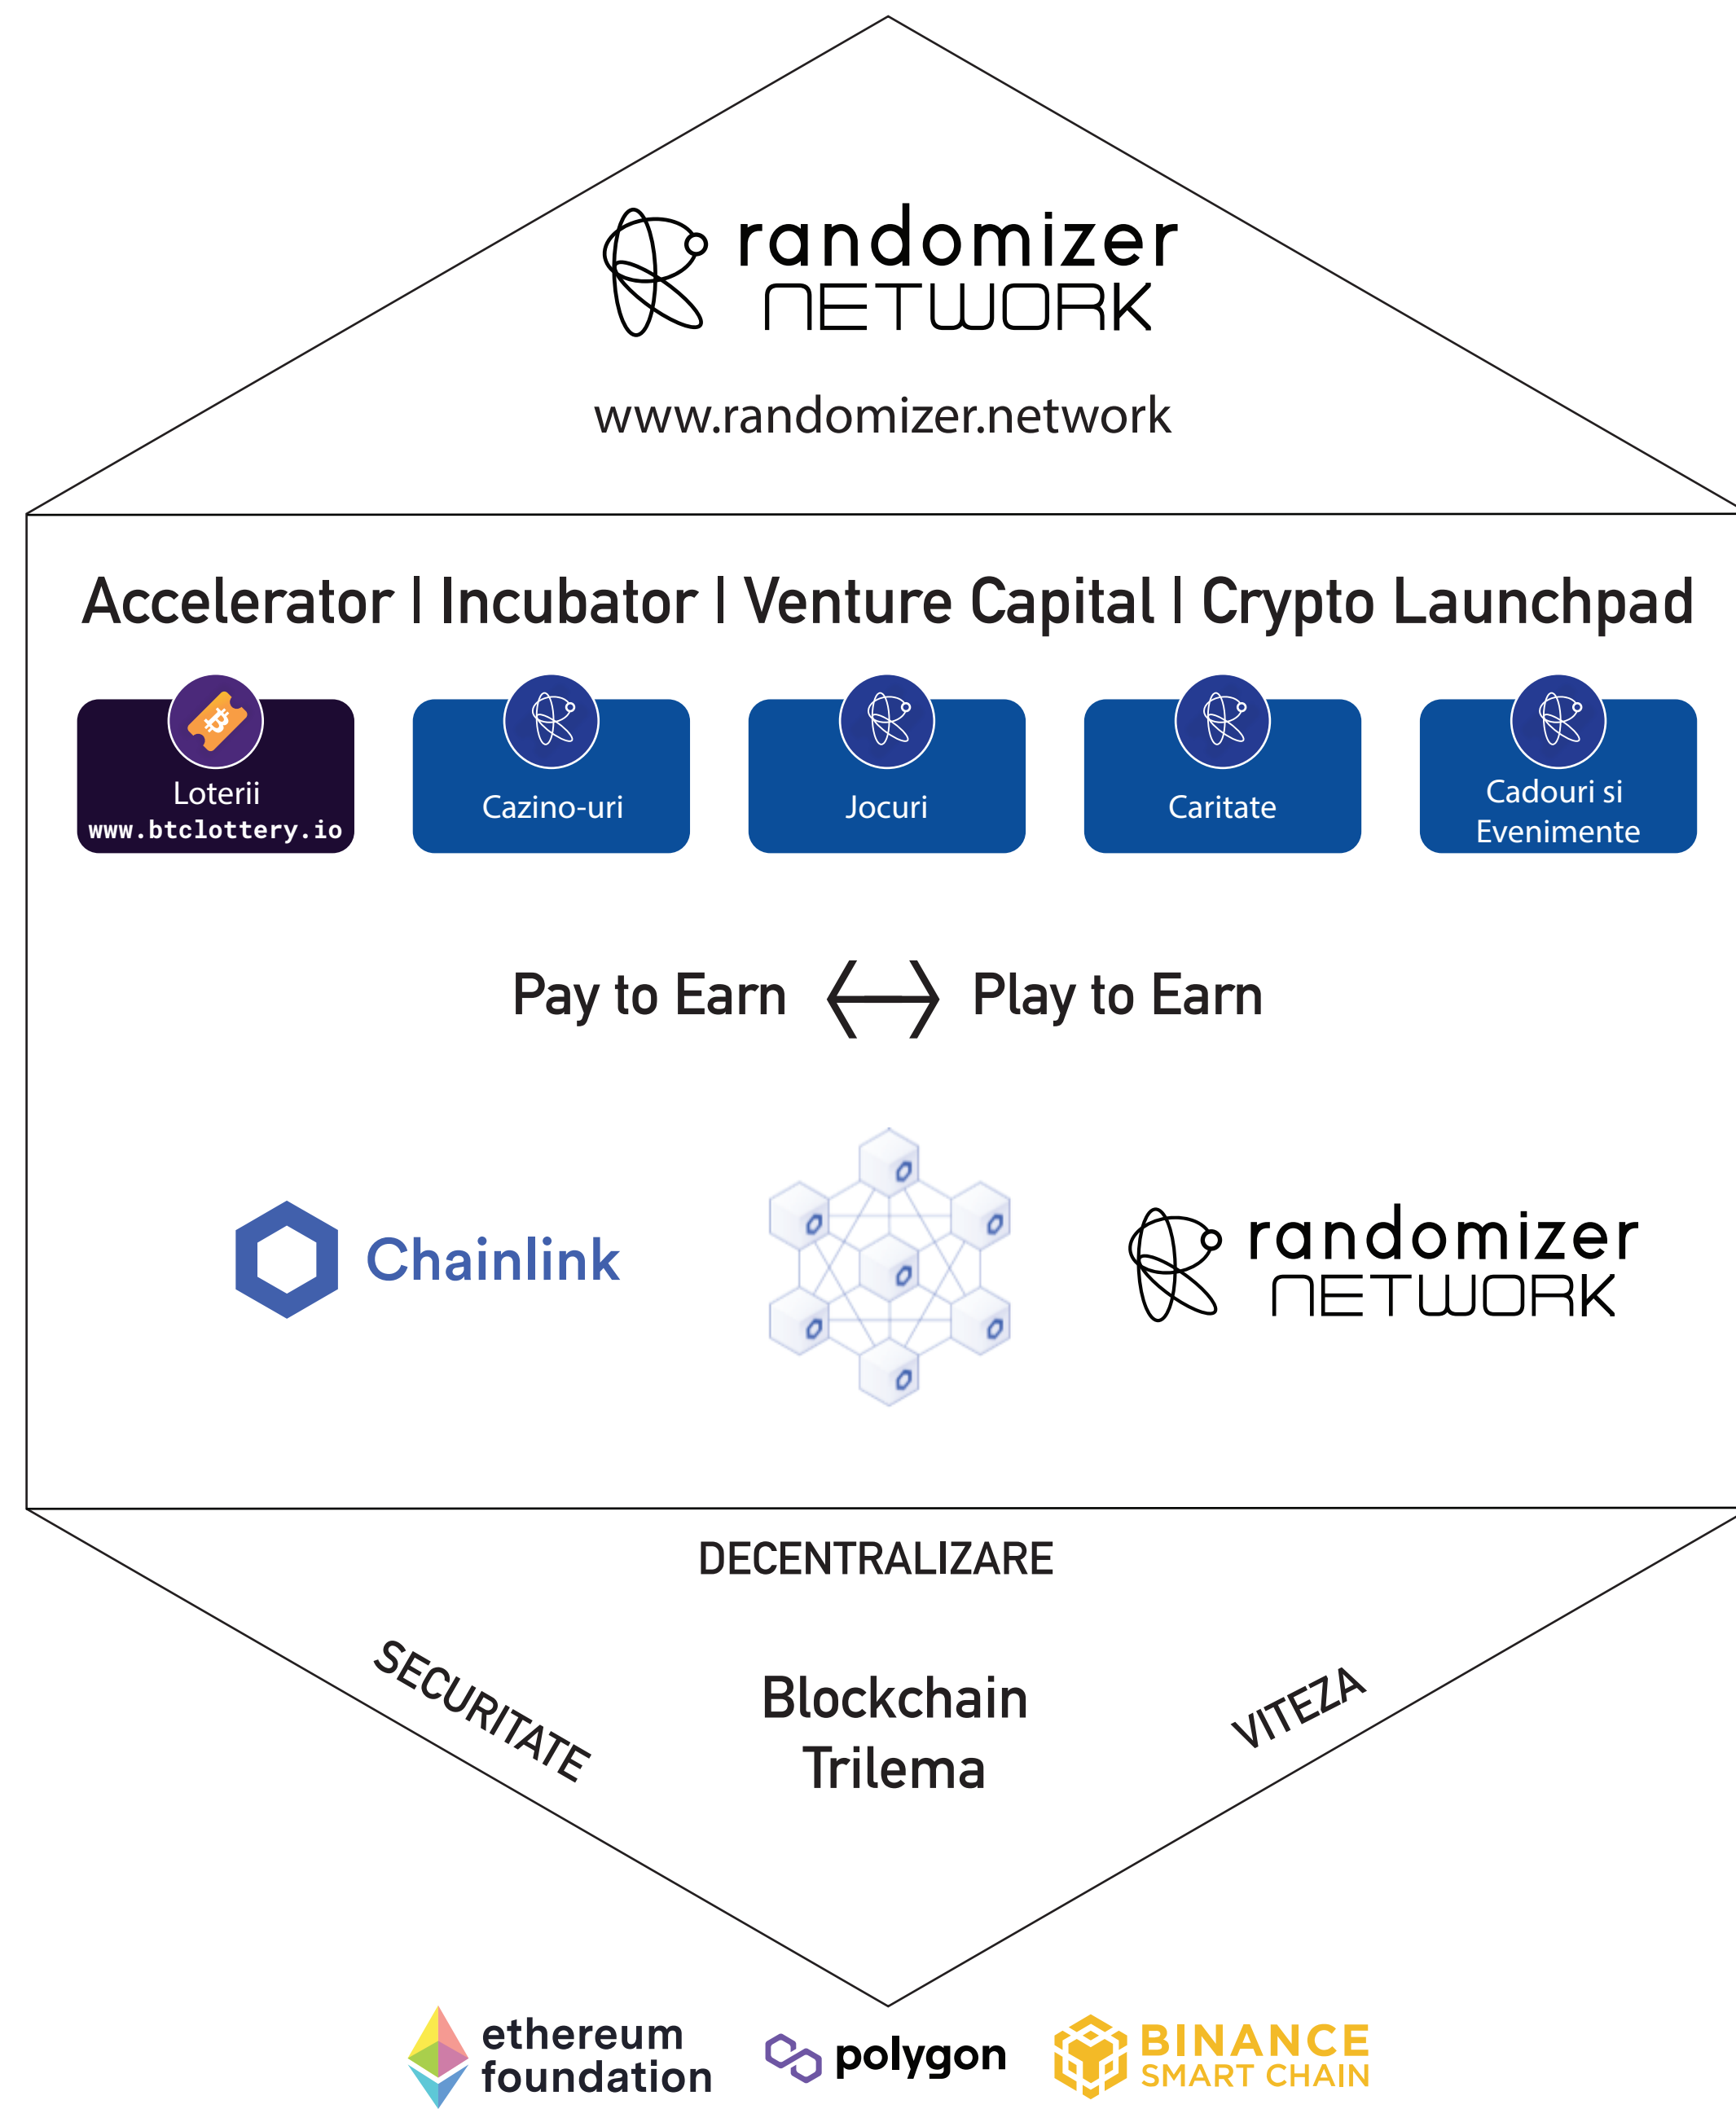 randomizer
NETWORK
www.randomizer.network
Accelerator | Incubator | Venture Capital | Crypto Launchpad
Loterii
www.btclottery.io
Cazino-uri
Jocuri
Caritate
Cadouri si
Evenimente
Pay to Earn
Play to Earn
Chainlink
randomizer
NETWORK
DECENTRALIZARE
SECURITATE
VITEZA
Blockchain
Trilema
ethereum
foundation
polygon
BINANCE
SMART CHAIN